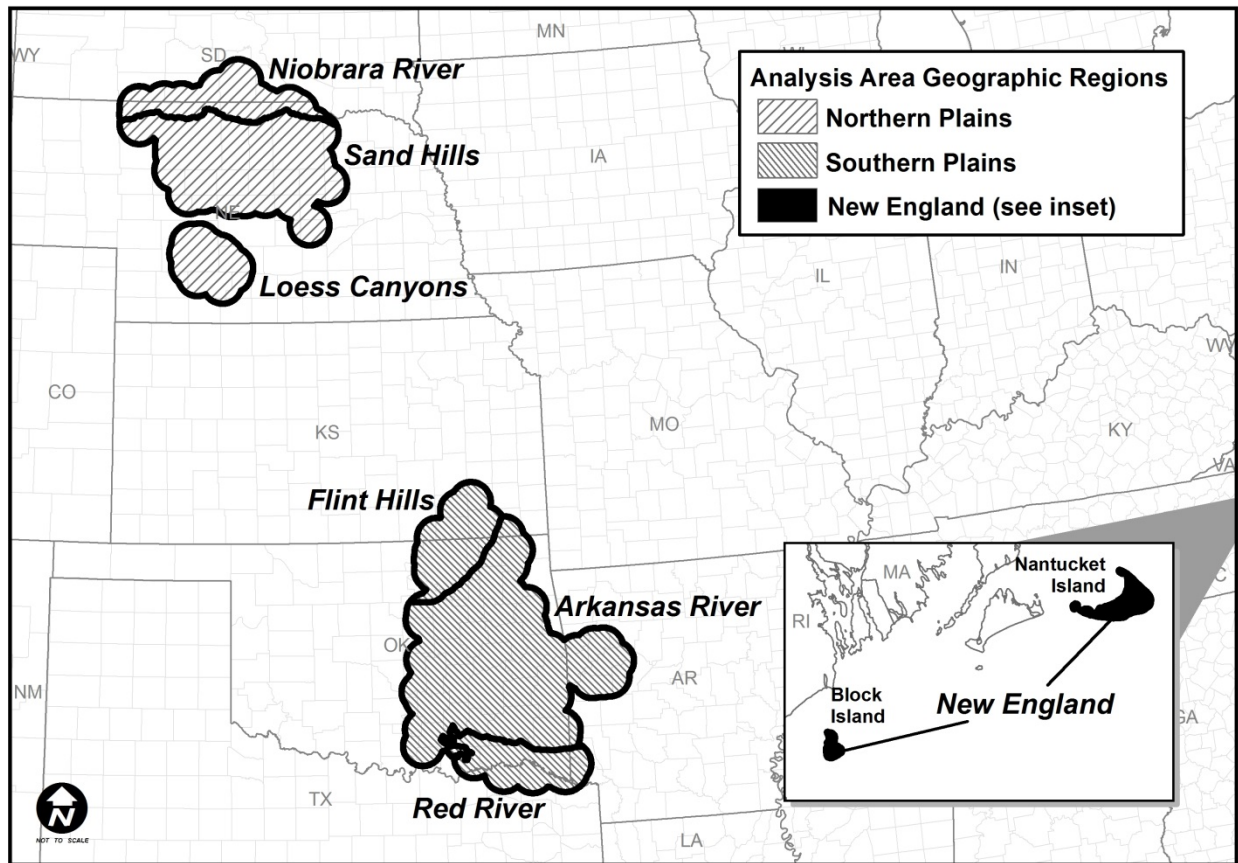 MN
WY
SD
WI
Niobrara River
Analysis Area Geographic Regions
Northern Plains
Southern Plains
New England (see inset)
Sand Hills
IA
NE
IL
IN
Loess Canyons
WV
CO
KS
MO
KY
VA
Flint Hills
MA
Nantucket
Island
RI
Arkansas River
OK
NM
AR
Block
Island
New England
GA
Red River
TX
LA
N
NOT TO SCALE